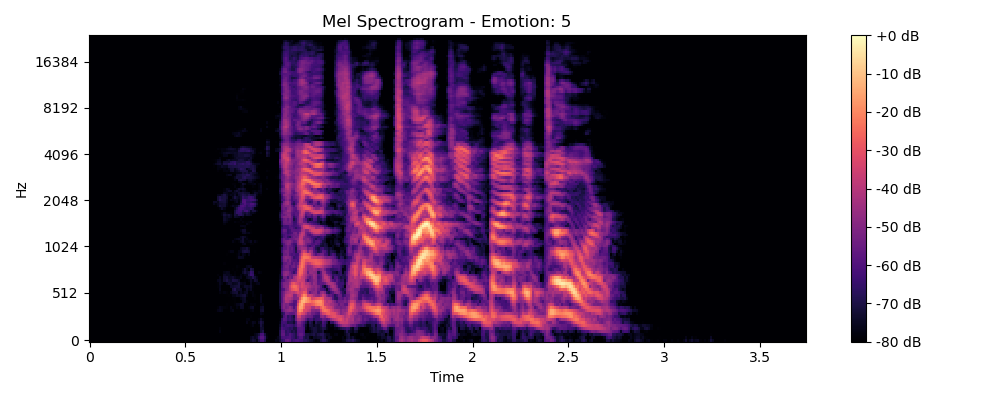 Mel Spectrogram - Emotion: 5
Hz
16384
8192
4096
2048
1024
512
0
0 0.5 1 1.5 2 2.5 3 3.5
Time
+0 dB
-10 dB
-20 dB
-30 dB
-40 dB
-50 dB
-60 dB
-70 dB
-80 dB